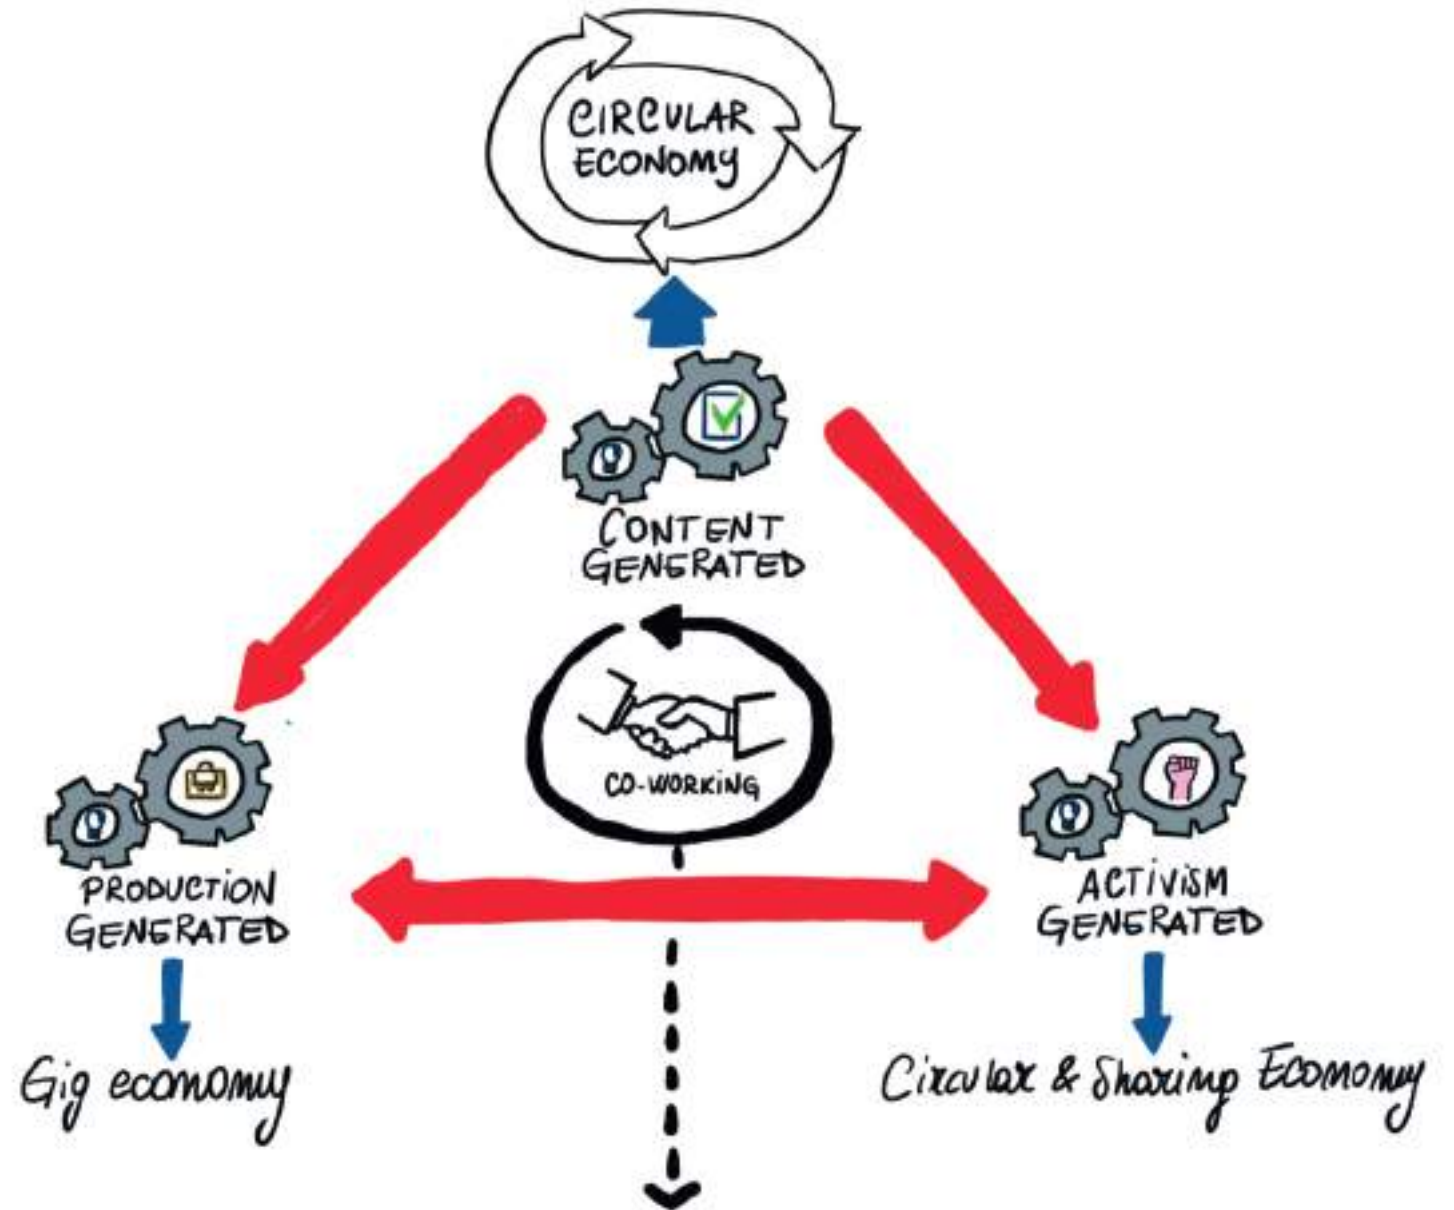 CIRCULAR
ECONOMY
CONTENT
GENERATED
CO-WORKING
PRODUCTION
GENERATED
ACTIVISM
GENERATED
Gig economy
Circular & Sharing Economy